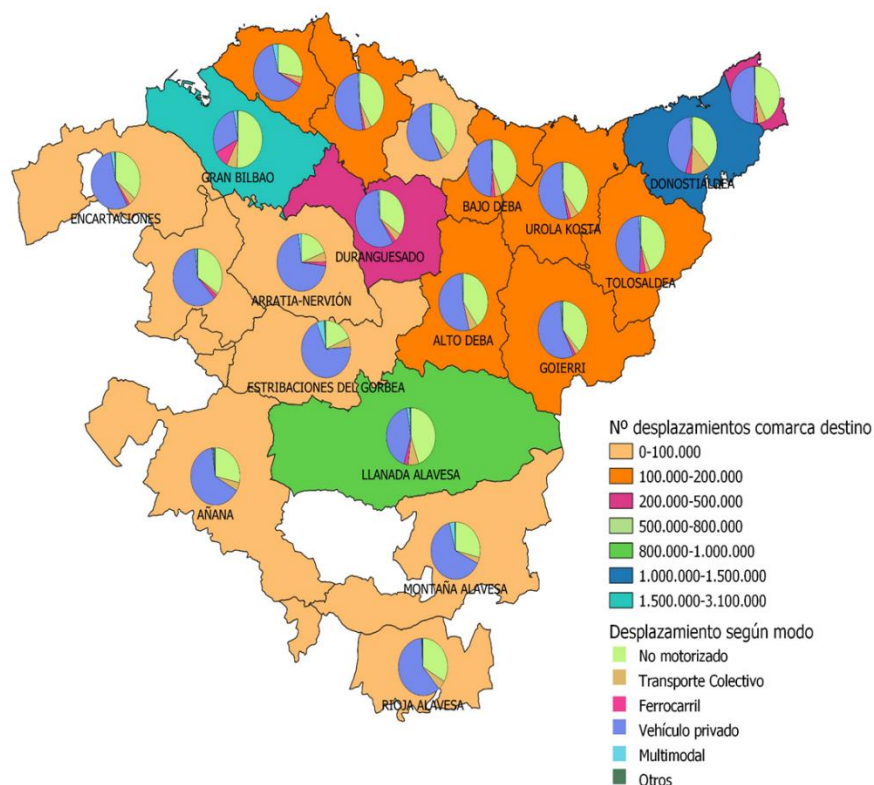 GRAN BILBAO
DONOSTIALDEA
ENCARTACIONES
BAJO DEBA
UROLA KOSTA
DURANGUESADO
TOLOSALDEA
ARRATIA-NERVIÓN
ALTO DEBA
GOIERRI
ESTRIBACIONES DEL GORBEA
LLANADA ALAVESA
AÑANA
MONTAÑA ALAVESA
RIOJA ALAVESA
Nº desplazamientos comarca destino
0-100.000
100.000-200.000
200.000-500.000
500.000-800.000
800.000-1.000.000
1.000.000-1.500.000
1.500.000-3.100.000
Desplazamiento según modo
No motorizado
Transporte Colectivo
Ferrocarril
Vehículo privado
Multimodal
Otros